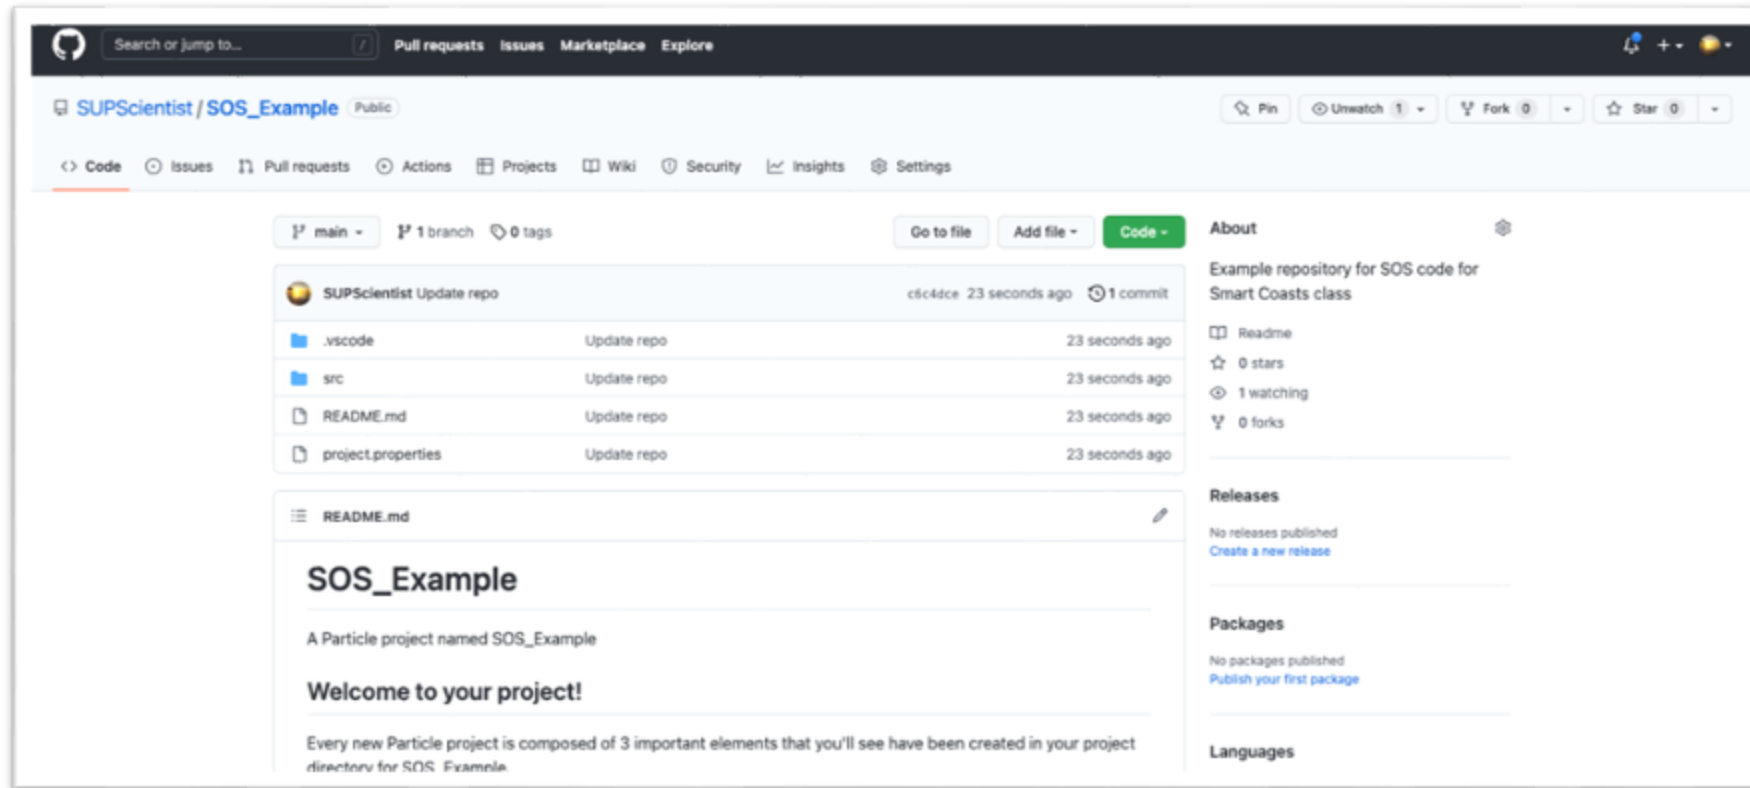 Search or jump to... / Pull requests Issues Marketplace Explore
SUPScientist / SOS_Example Public Pin Unwatch 1 Fork 0 Star 0
Code Issues Pull requests Actions Projects Wiki Security Insights Settings
main 1 branch 0 tags Go to file Add file Code
SUPScientist Update repo c6c4dce 23 seconds ago 1 commit
.vscode Update repo 23 seconds ago
src Update repo 23 seconds ago
README.md Update repo 23 seconds ago
project.properties Update repo 23 seconds ago
README.md
SOS_Example
A Particle project named SOS_Example
Welcome to your project!
Every new Particle project is composed of 3 important elements that you'll see have been created in your project
directory for SOS_Example.
About
Example repository for SOS code for
Smart Coasts class
Readme
0 stars
1 watching
0 forks
Releases
No releases published
Create a new release
Packages
No packages published
Publish your first package
Languages